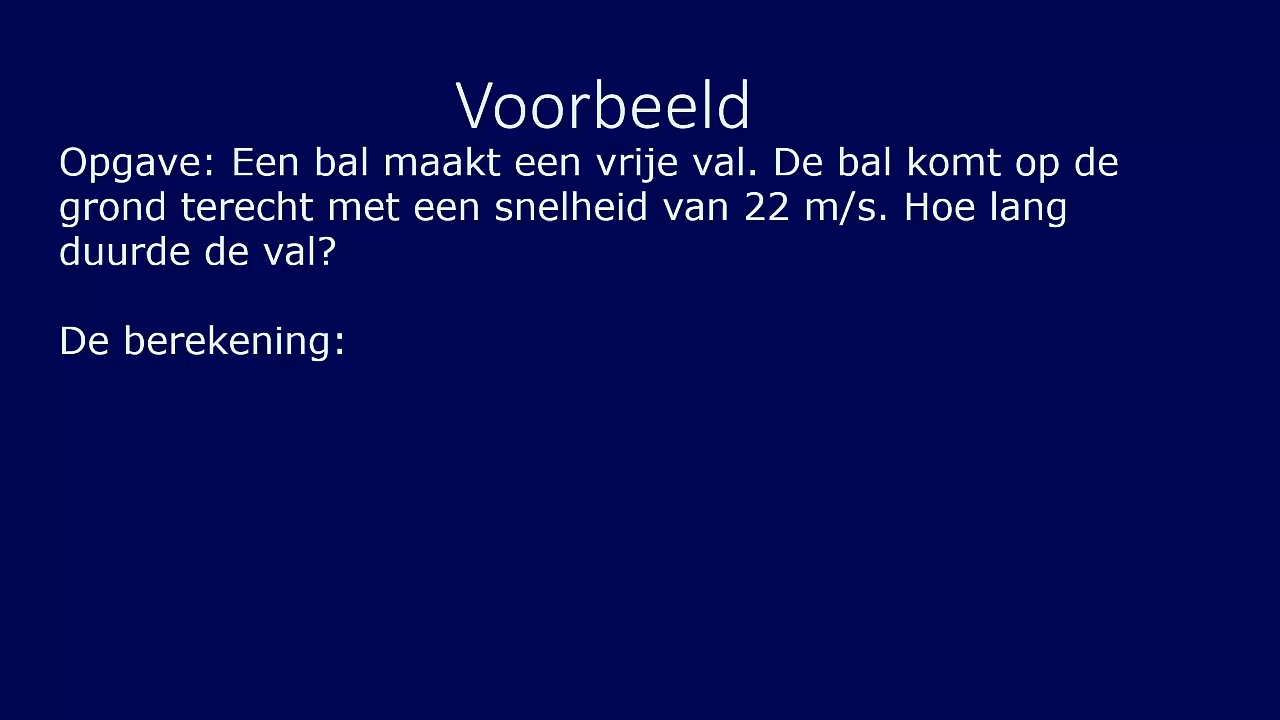 Voorbeeld
Opgave: Een bal maakt een vrije val. De bal komt op de
grond terecht met een snelheid van 22 m/s. Hoe lang
duurde de val?
De berekening: